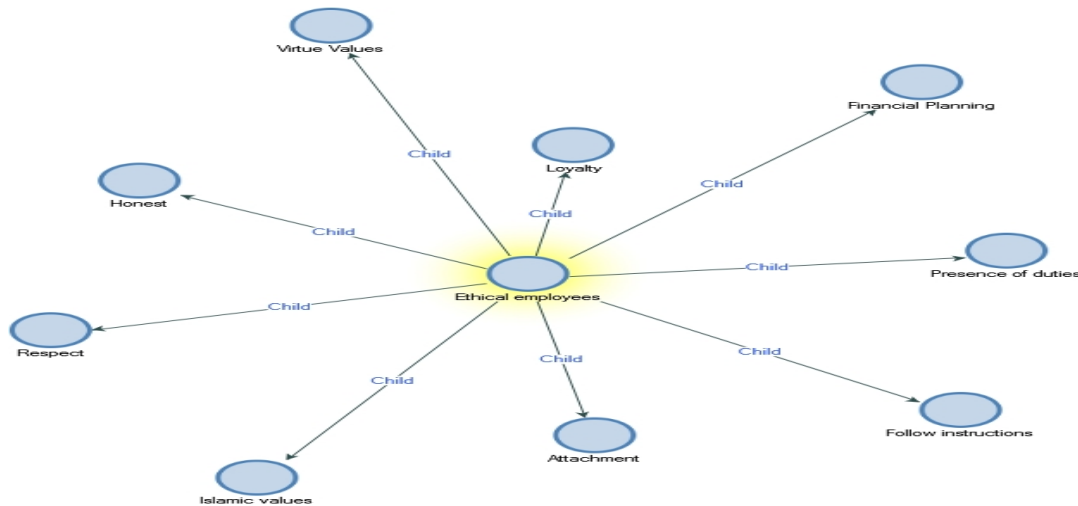 Virtue Values
Financial Planning
Child
Loyalty
Child
Honest
Child
Child
Child
Presence of duties
Child
Ethical employees
Child
Respect
Child
Child
Child
Follow instructions
Attachment
Islamic values